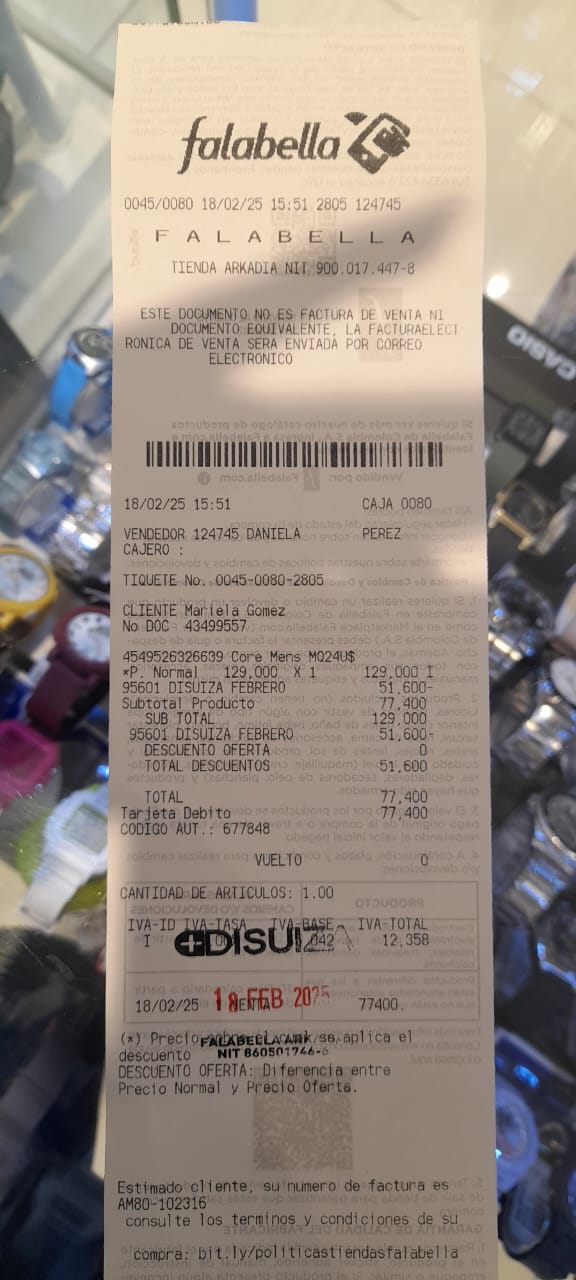 falabella
0045/0080 18/02/25 15:51 2805 124745
F A L A B E L L A
TIENDA ARKADIA NIT 900.017.447-8
ESTE DOCUMENTO NO ES FACTURA DE VENTA NI
DOCUMENTO EQUIVALENTE, LA FACTURAELECT
RONICA DE VENTA SERA ENVIADA POR CORREO
ELECTRONICO
CASIO
18/02/25 15:51 CAJA 0080
VENDEDOR 124745 DANIELA PEREZ
CAJERO :
TIQUETE No. 0045-0080-2805
CLIENTE Mariela Gomez
No DOC 43499557
4549526326639 Core Mens MQ24U$
*P. Normal 129,000 X 1 129,000 I
95601 DISUIZA FEBRERO 51,600-
Subtotal Producto 77,400
SUB TOTAL 129,000
95601 DISUIZA FEBRERO 51,600-
DESCUENTO OFERTA 0
TOTAL DESCUENTOS 51,600
TOTAL 77,400
Tarjeta Debito 77,400
CODIGO AUT.: 677848
VUELTO 0
CANTIDAD DE ARTICULOS: 1.00
IVA-ID IVA-TASA IVA-BASE IVA-TOTAL
I 042 12,358
DISUIZA
18/02/25 VENTA 77400.
18 FEB 2025
(*) Precio se aplica el
FALABELLA ARK
descuento
NIT 860501746-6
DESCUENTO OFERTA: Diferencia entre
Precio Normal y Precio Oferta.
Estimado cliente, su numero de factura es
AM80-102316
consulte los terminos y condiciones de su
compra: bit.ly/politicastiendasfalabella